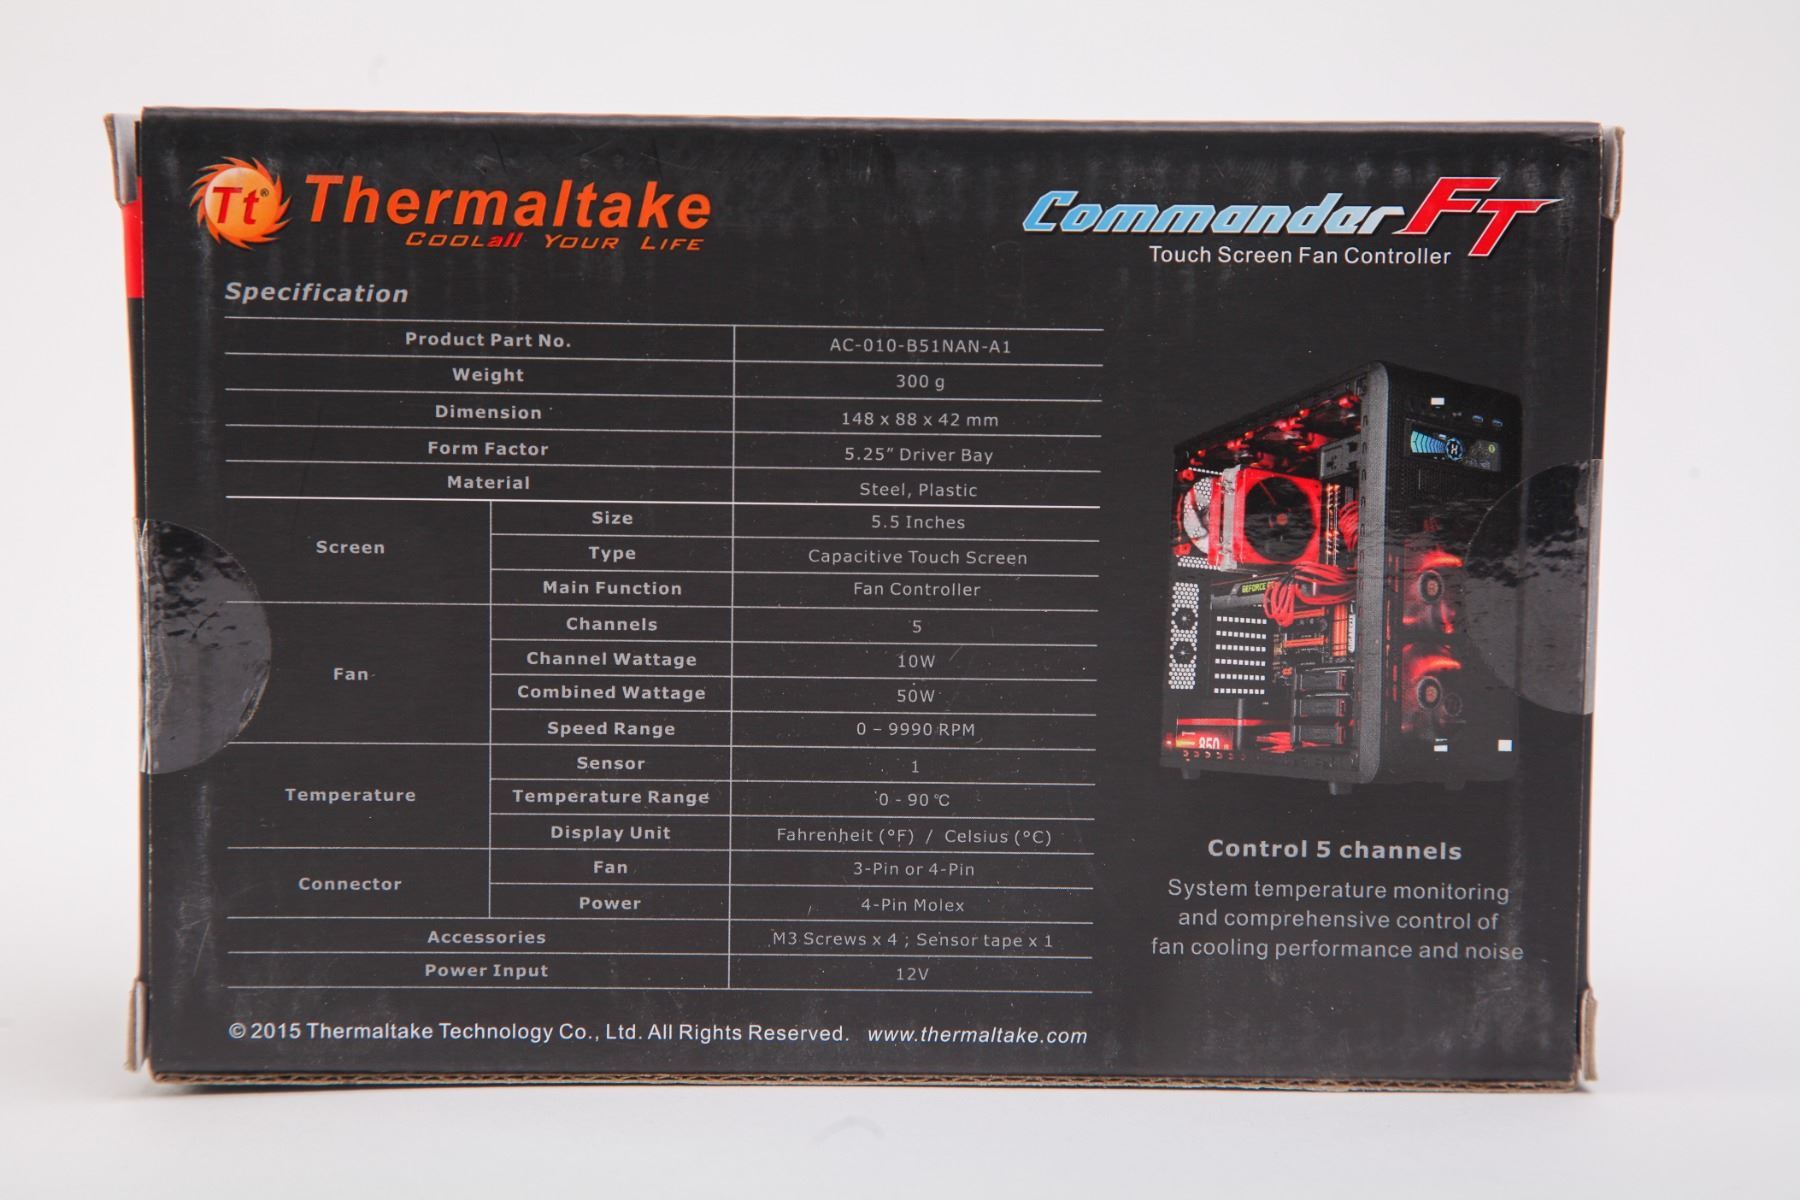 Tt® Thermaltake
COOLall YOUR LIFE
Commander FT
Touch Screen Fan Controller
Specification
Product Part No. AC-010-B51NAN-A1
Weight 300 g
Dimension 148 x 88 x 42 mm
Form Factor 5.25” Driver Bay
Material Steel, Plastic
Screen
Size 5.5 Inches
Type Capacitive Touch Screen
Main Function Fan Controller
Fan
Channels 5
Channel Wattage 10W
Combined Wattage 50W
Speed Range 0 – 9990 RPM
Temperature
Sensor 1
Temperature Range 0 - 90 °C
Display Unit Fahrenheit (°F) / Celsius (°C)
Connector
Fan 3-Pin or 4-Pin
Power 4-Pin Molex
Accessories M3 Screws x 4 ; Sensor tape x 1
Power Input 12V
GEFORCE
850
Control 5 channels
System temperature monitoring
and comprehensive control of
fan cooling performance and noise
© 2015 Thermaltake Technology Co., Ltd. All Rights Reserved. www.thermaltake.com